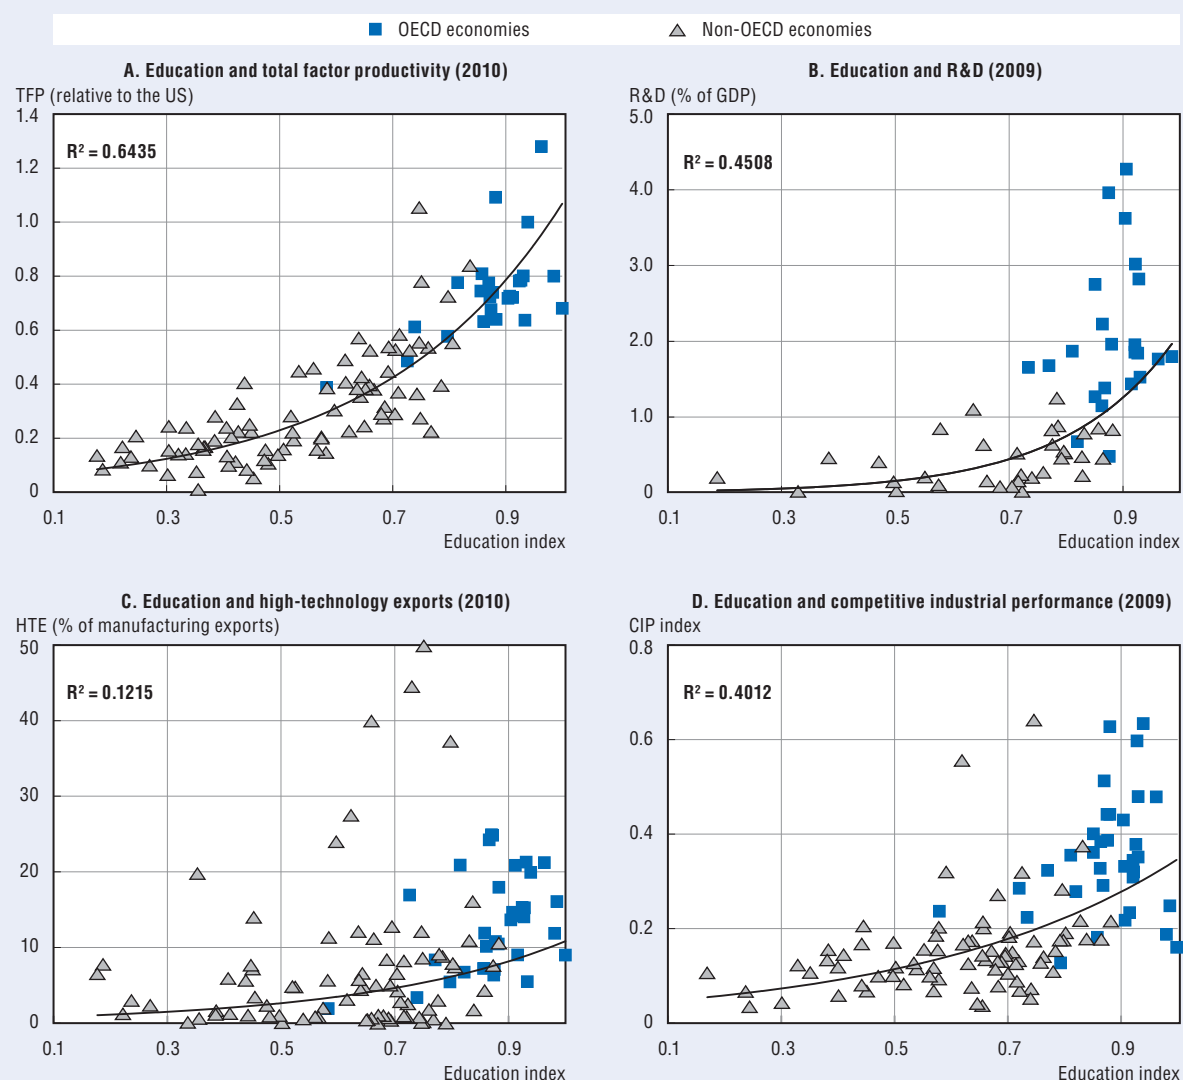 OECD economies
Non-OECD economies
A. Education and total factor productivity (2010)
TFP (relative to the US)
1.4
1.2
1.0
0.8
0.6
0.4
0.2
0
R² = 0.6435
0.1
0.3
0.5
0.7
0.9
Education index
B. Education and R&D (2009)
R&D (% of GDP)
5.0
4.0
3.0
2.0
1.0
0
R² = 0.4508
0.1
0.3
0.5
0.7
0.9
Education index
C. Education and high-technology exports (2010)
HTE (% of manufacturing exports)
50
40
30
20
10
0
R² = 0.1215
0.1
0.3
0.5
0.7
0.9
Education index
D. Education and competitive industrial performance (2009)
CIP index
0.8
0.6
0.4
0.2
0
R² = 0.4012
0.1
0.3
0.5
0.7
0.9
Education index